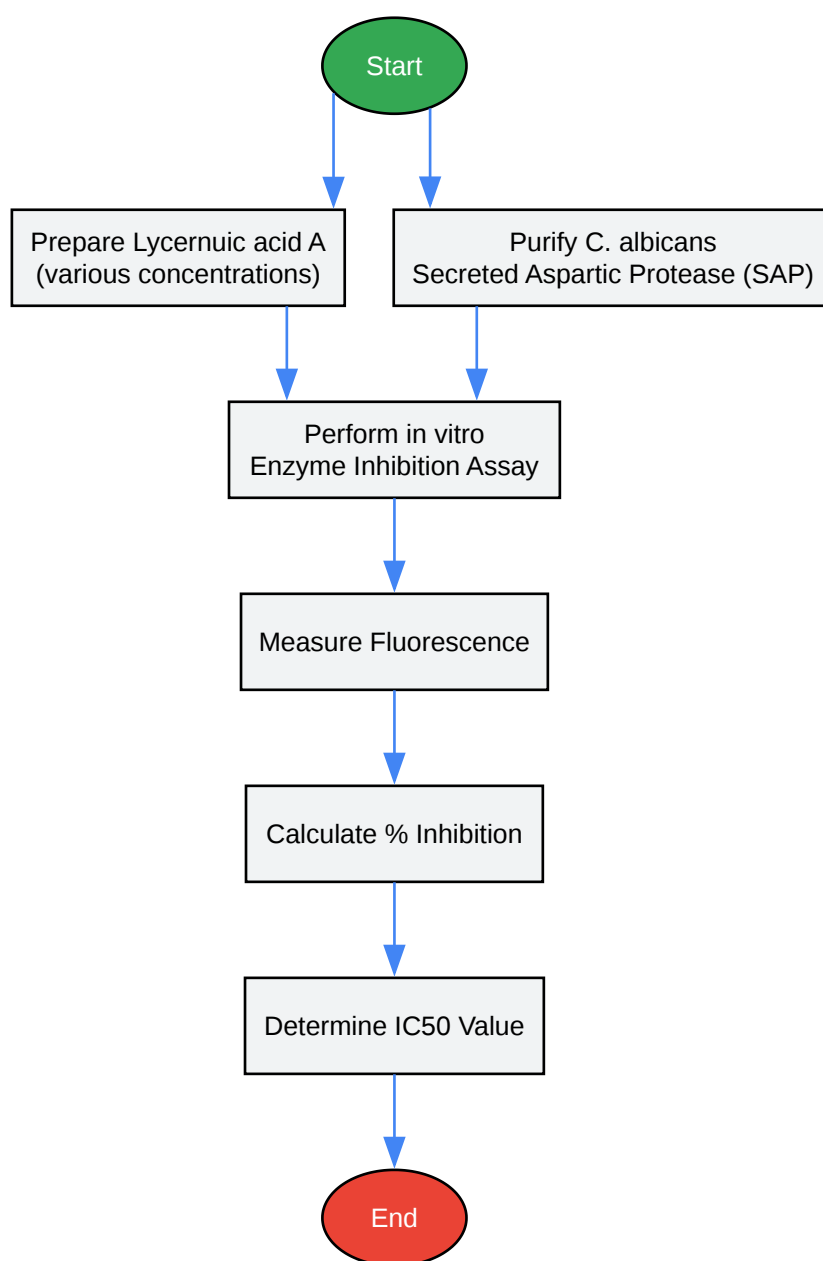 Start
Prepare Lycernuic acid A
(various concentrations)
Purify C. albicans
Secreted Aspartic Protease (SAP)
Perform in vitro
Enzyme Inhibition Assay
Measure Fluorescence
Calculate % Inhibition
Determine IC50 Value
End